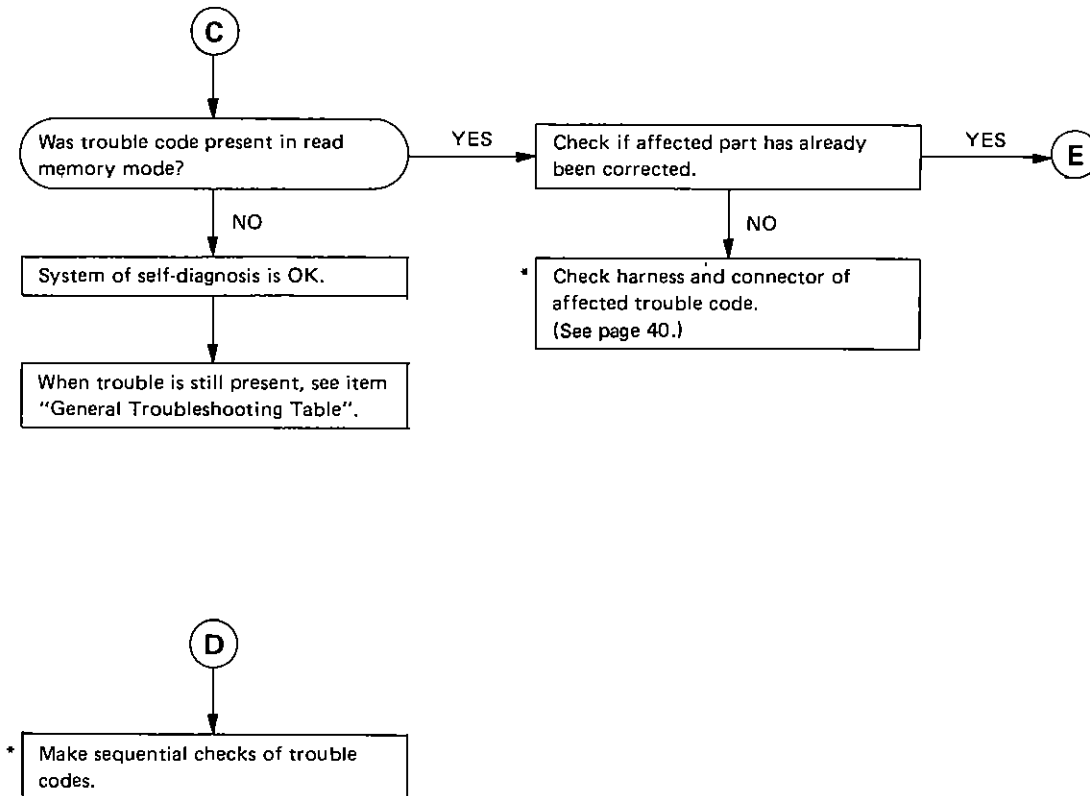 C
Was trouble code present in read
memory mode?
YES
Check if affected part has already
been corrected.
YES
E
NO
NO
System of self-diagnosis is OK.
* Check harness and connector of
affected trouble code.
(See page 40.)
When trouble is still present, see item
"General Troubleshooting Table".
D
* Make sequential checks of trouble
codes.